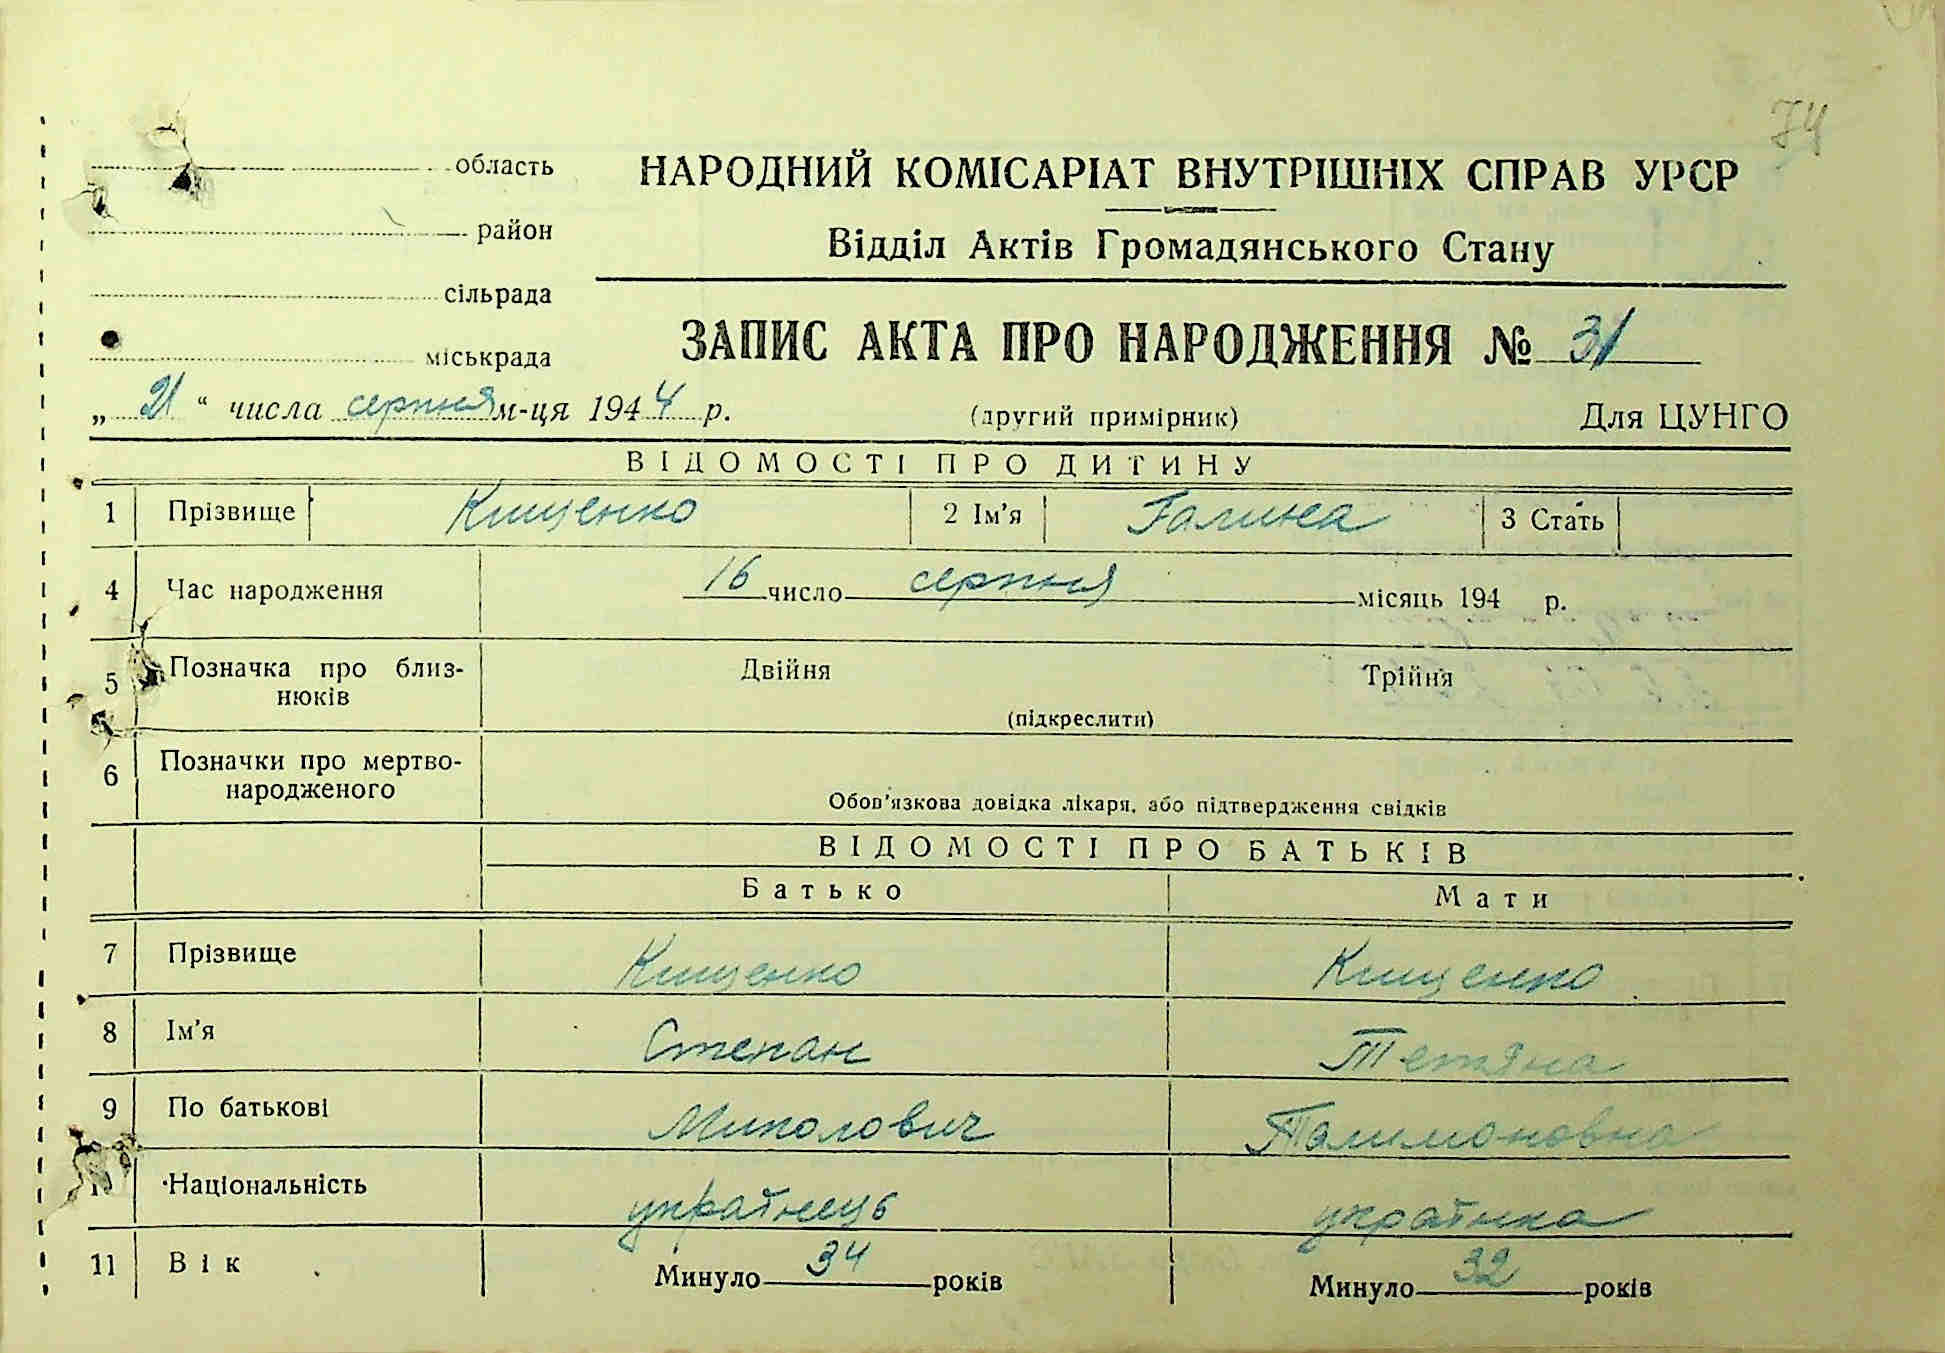 74
область
НАРОДНИЙ КОМІСАРІАТ ВНУТРІШНІХ СПРАВ УРСР
район
Відділ Актів Громадянського Стану
сільрада
міськрада
ЗАПИС АКТА ПРО НАРОДЖЕННЯ № 31
„ 21 “ числа серпня м-ця 1944 р.
(другий примірник)
Для ЦУНГО
ВІДОМОСТІ ПРО ДИТИНУ
1 Прізвище Кищенко 2 Ім'я Галина 3 Стать
4 Час народження 16 число серпня місяць 194 р.
5 Позначка про близ-
нюків
Двійня Трійня
(підкреслити)
6 Позначки про мертво-
народженого
Обов'язкова довідка лікаря, або підтвердження свідків
ВІДОМОСТІ ПРО БАТЬКІВ
Батько Мати
7 Прізвище Кищенко Кищенко
8 Ім'я Степан Тетяна
9 По батькові Миколович
Національність українець українка
11 Вік Минуло 34 років Минуло 32 років